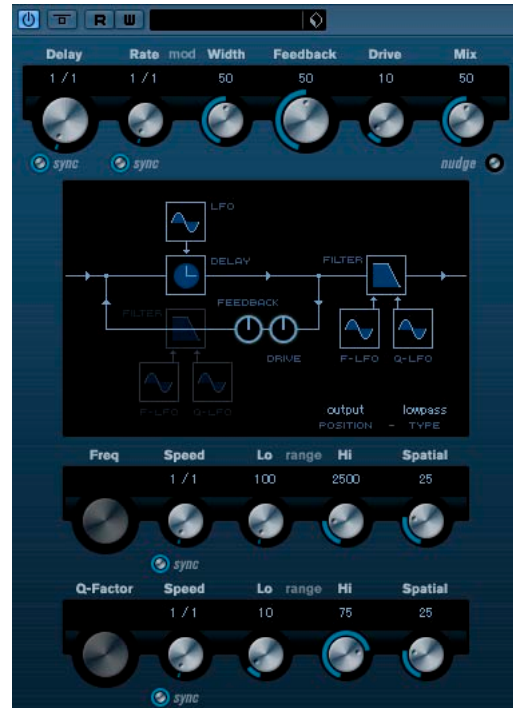 R W
Delay Rate mod Width Feedback Drive Mix
1 / 1 1 / 1 50 50 10 50
sync sync nudge
LFO
DELAY FILTER
FEEDBACK
FILTER
DRIVE F-LFO Q-LFO
F-LFO Q-LFO
output lowpass
POSITION - TYPE
Freq Speed Lo range Hi Spatial
1 / 1 100 2500 25
sync
Q-Factor Speed Lo range Hi Spatial
1 / 1 10 75 25
sync